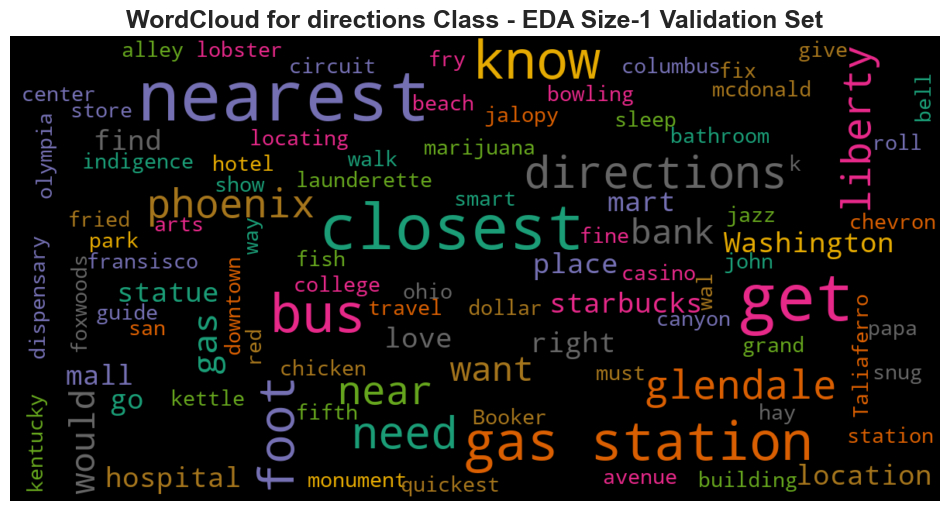 WordCloud for directions Class - EDA Size-1 Validation Set
alley
lobster
circuit
fry
know
columbus
fix
give
liberty
bell
center
store
nearest
beach
bowling
mcdonald
jalopy
sleep
olympia
find
locating
marijuana
bathroom
roll
indigence
hotel
walk
directions
k
show
launderette
smart
mart
phoenix
closest
jazz
chevron
fried
arts
way
fine
bank
Washington
park
fransisco
fish
place
casino
john
dispensary
foxwoods
statue
college
ohio
wal
get
guide
san
gas
downtown
red
bus
travel
dollar
starbucks
canyon
grand
Taliaferro
papa
love
right
mall
chicken
want
must
glendale
snug
kentucky
would
go
kettle
foot
near
fifth
need
Booker
gas station
hay
station
hospital
monument
quickest
avenue
building
location